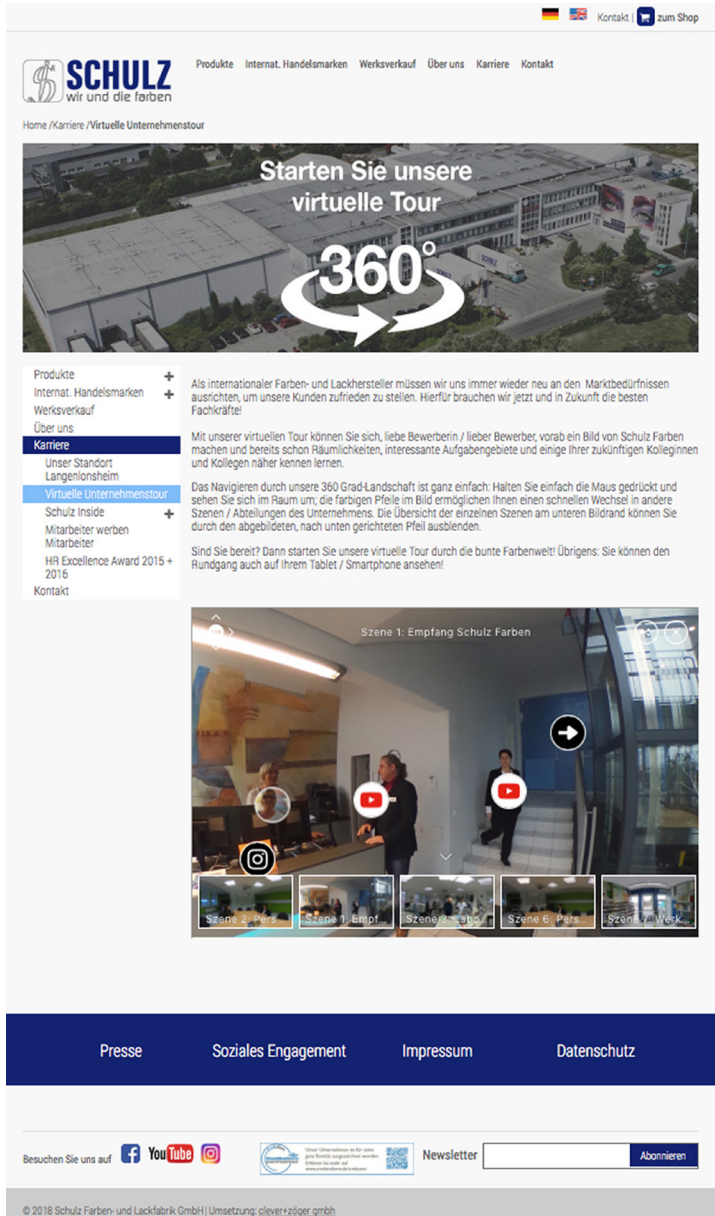 Kontakt | zum Shop
SCHULZ
wir und die farben
Produkte Internat. Handelsmarken Werksverkauf Über uns Karriere Kontakt
Home /Karriere /Virtuelle Unternehmenstour
Starten Sie unsere
virtuelle Tour
360°
SCHULZ
Produkte +
Internat. Handelsmarken +
Werksverkauf
Über uns
Karriere
Unser Standort
Langenlonsheim
Virtuelle Unternehmenstour
Schulz Inside +
Mitarbeiter werben
Mitarbeiter
HR Excellence Award 2015 +
2016
Kontakt
Als internationaler Farben- und Lackhersteller müssen wir uns immer wieder neu an den Marktbedürfnissen
ausrichten, um unsere Kunden zufrieden zu stellen. Hierfür brauchen wir jetzt und in Zukunft die besten
Fachkräfte!
Mit unserer virtuellen Tour können Sie sich, liebe Bewerberin / lieber Bewerber, vorab ein Bild von Schulz Farben
machen und bereits schon Räumlichkeiten, interessante Aufgabengebiete und einige Ihrer zukünftigen Kolleginnen
und Kollegen näher kennen lernen.
Das Navigieren durch unsere 360 Grad-Landschaft ist ganz einfach: Halten Sie einfach die Maus gedrückt und
sehen Sie sich im Raum um; die farbigen Pfeile im Bild ermöglichen Ihnen einen schnellen Wechsel in andere
Szenen / Abteilungen des Unternehmens. Die Übersicht der einzelnen Szenen am unteren Bildrand können Sie
durch den abgebildeten, nach unten gerichteten Pfeil ausblenden.
Sind Sie bereit? Dann starten Sie unsere virtuelle Tour durch die bunte Farbenwelt! Übrigens: Sie können den
Rundgang auch auf Ihrem Tablet / Smartphone ansehen!
Szene 1: Empfang Schulz Farben
Szene 2: Pers... Szene 1: Empf... Szene 3: Labo... Szene 6: Pers... Szene 7: Werk...
Presse Soziales Engagement Impressum Datenschutz
Besuchen Sie uns auf YouTube Newsletter Abonnieren
© 2018 Schulz Farben- und Lackfabrik GmbH | Umsetzung: clever+zöger gmbh